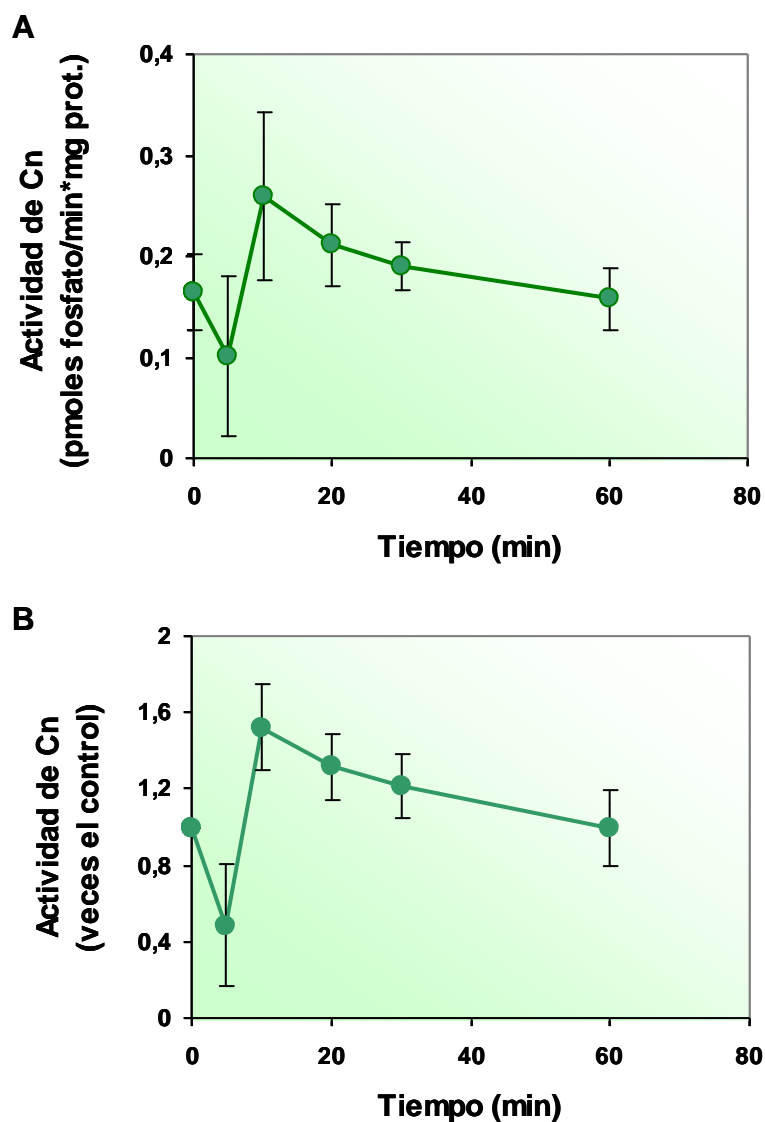 A
Actividad de Cn
(pmoles fosfato/min*mg prot.)
0,4
0,3
0,2
0,1
0
0 20 40 60 80
Tiempo (min)
B
Actividad de Cn
(veces el control)
2
1,6
1,2
0,8
0,4
0
0 20 40 60 80
Tiempo (min)